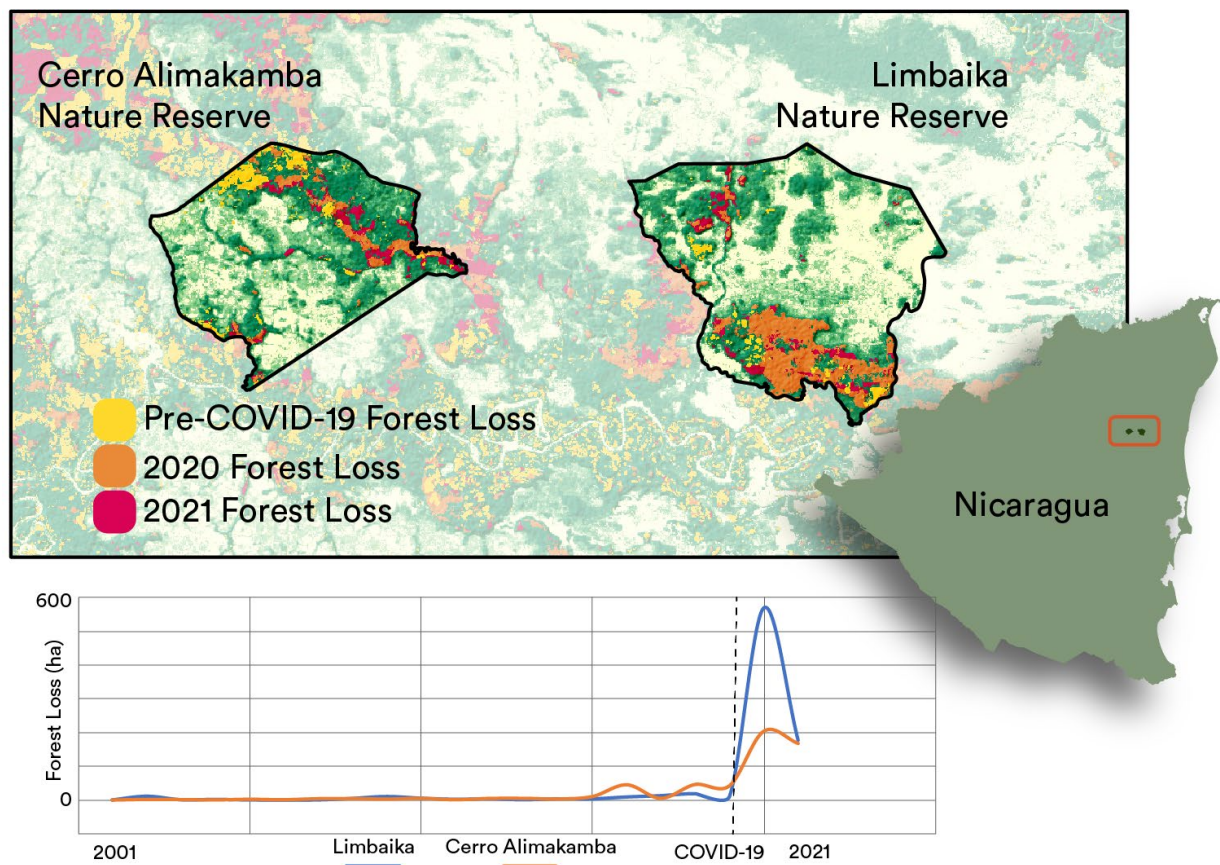 Cerro Alimakamba
Nature Reserve
Limbaika
Nature Reserve
Pre-COVID-19 Forest Loss
2020 Forest Loss
2021 Forest Loss
Nicaragua
600
Forest Loss (ha)
0
2001
Limbaika
Cerro Alimakamba
COVID-19
2021